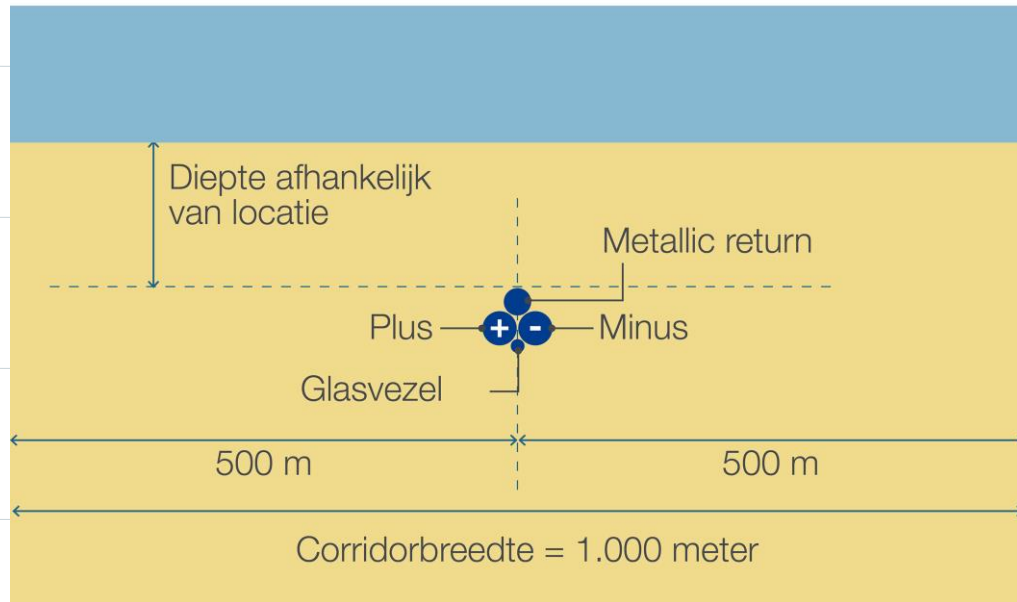 Diepte afhankelijk
van locatie
Metallic return
Plus
+
-
Minus
Glasvezel
500 m
500 m
Corridorbreedte = 1.000 meter